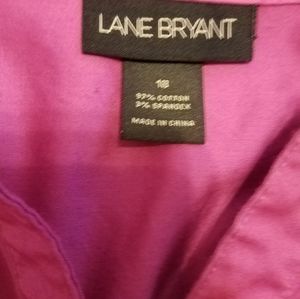 LANE BRYANT
18
97% COTTON
3% SPANDEX
MADE IN CHINA